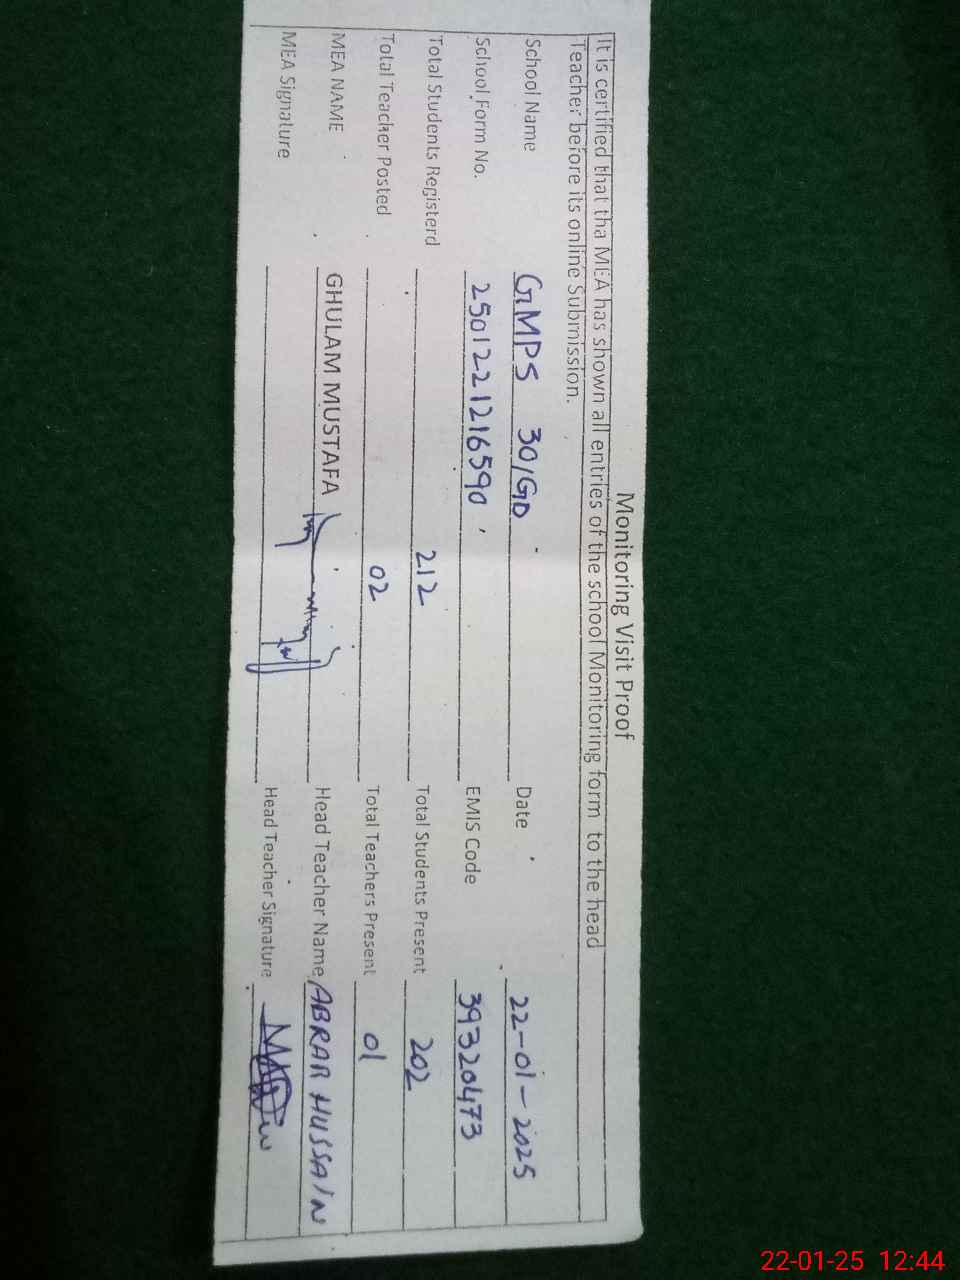 Monitoring Visit Proof
It is certified that tha MEA has shown all entries of the school Monitoring form to the head
Teacher before its online Submission.
School Name GMPS 30/GD Date 22-01-2025
School Form No. 2501221216590 EMIS Code 39320473
Total Students Registerd 212 Total Students Present 202
Total Teacher Posted 02 Total Teachers Present 01
MEA NAME GHULAM MUSTAFA Head Teacher Name ABRAR HUSSAIN
MEA Signature Head Teacher Signature
22-01-25 12:44